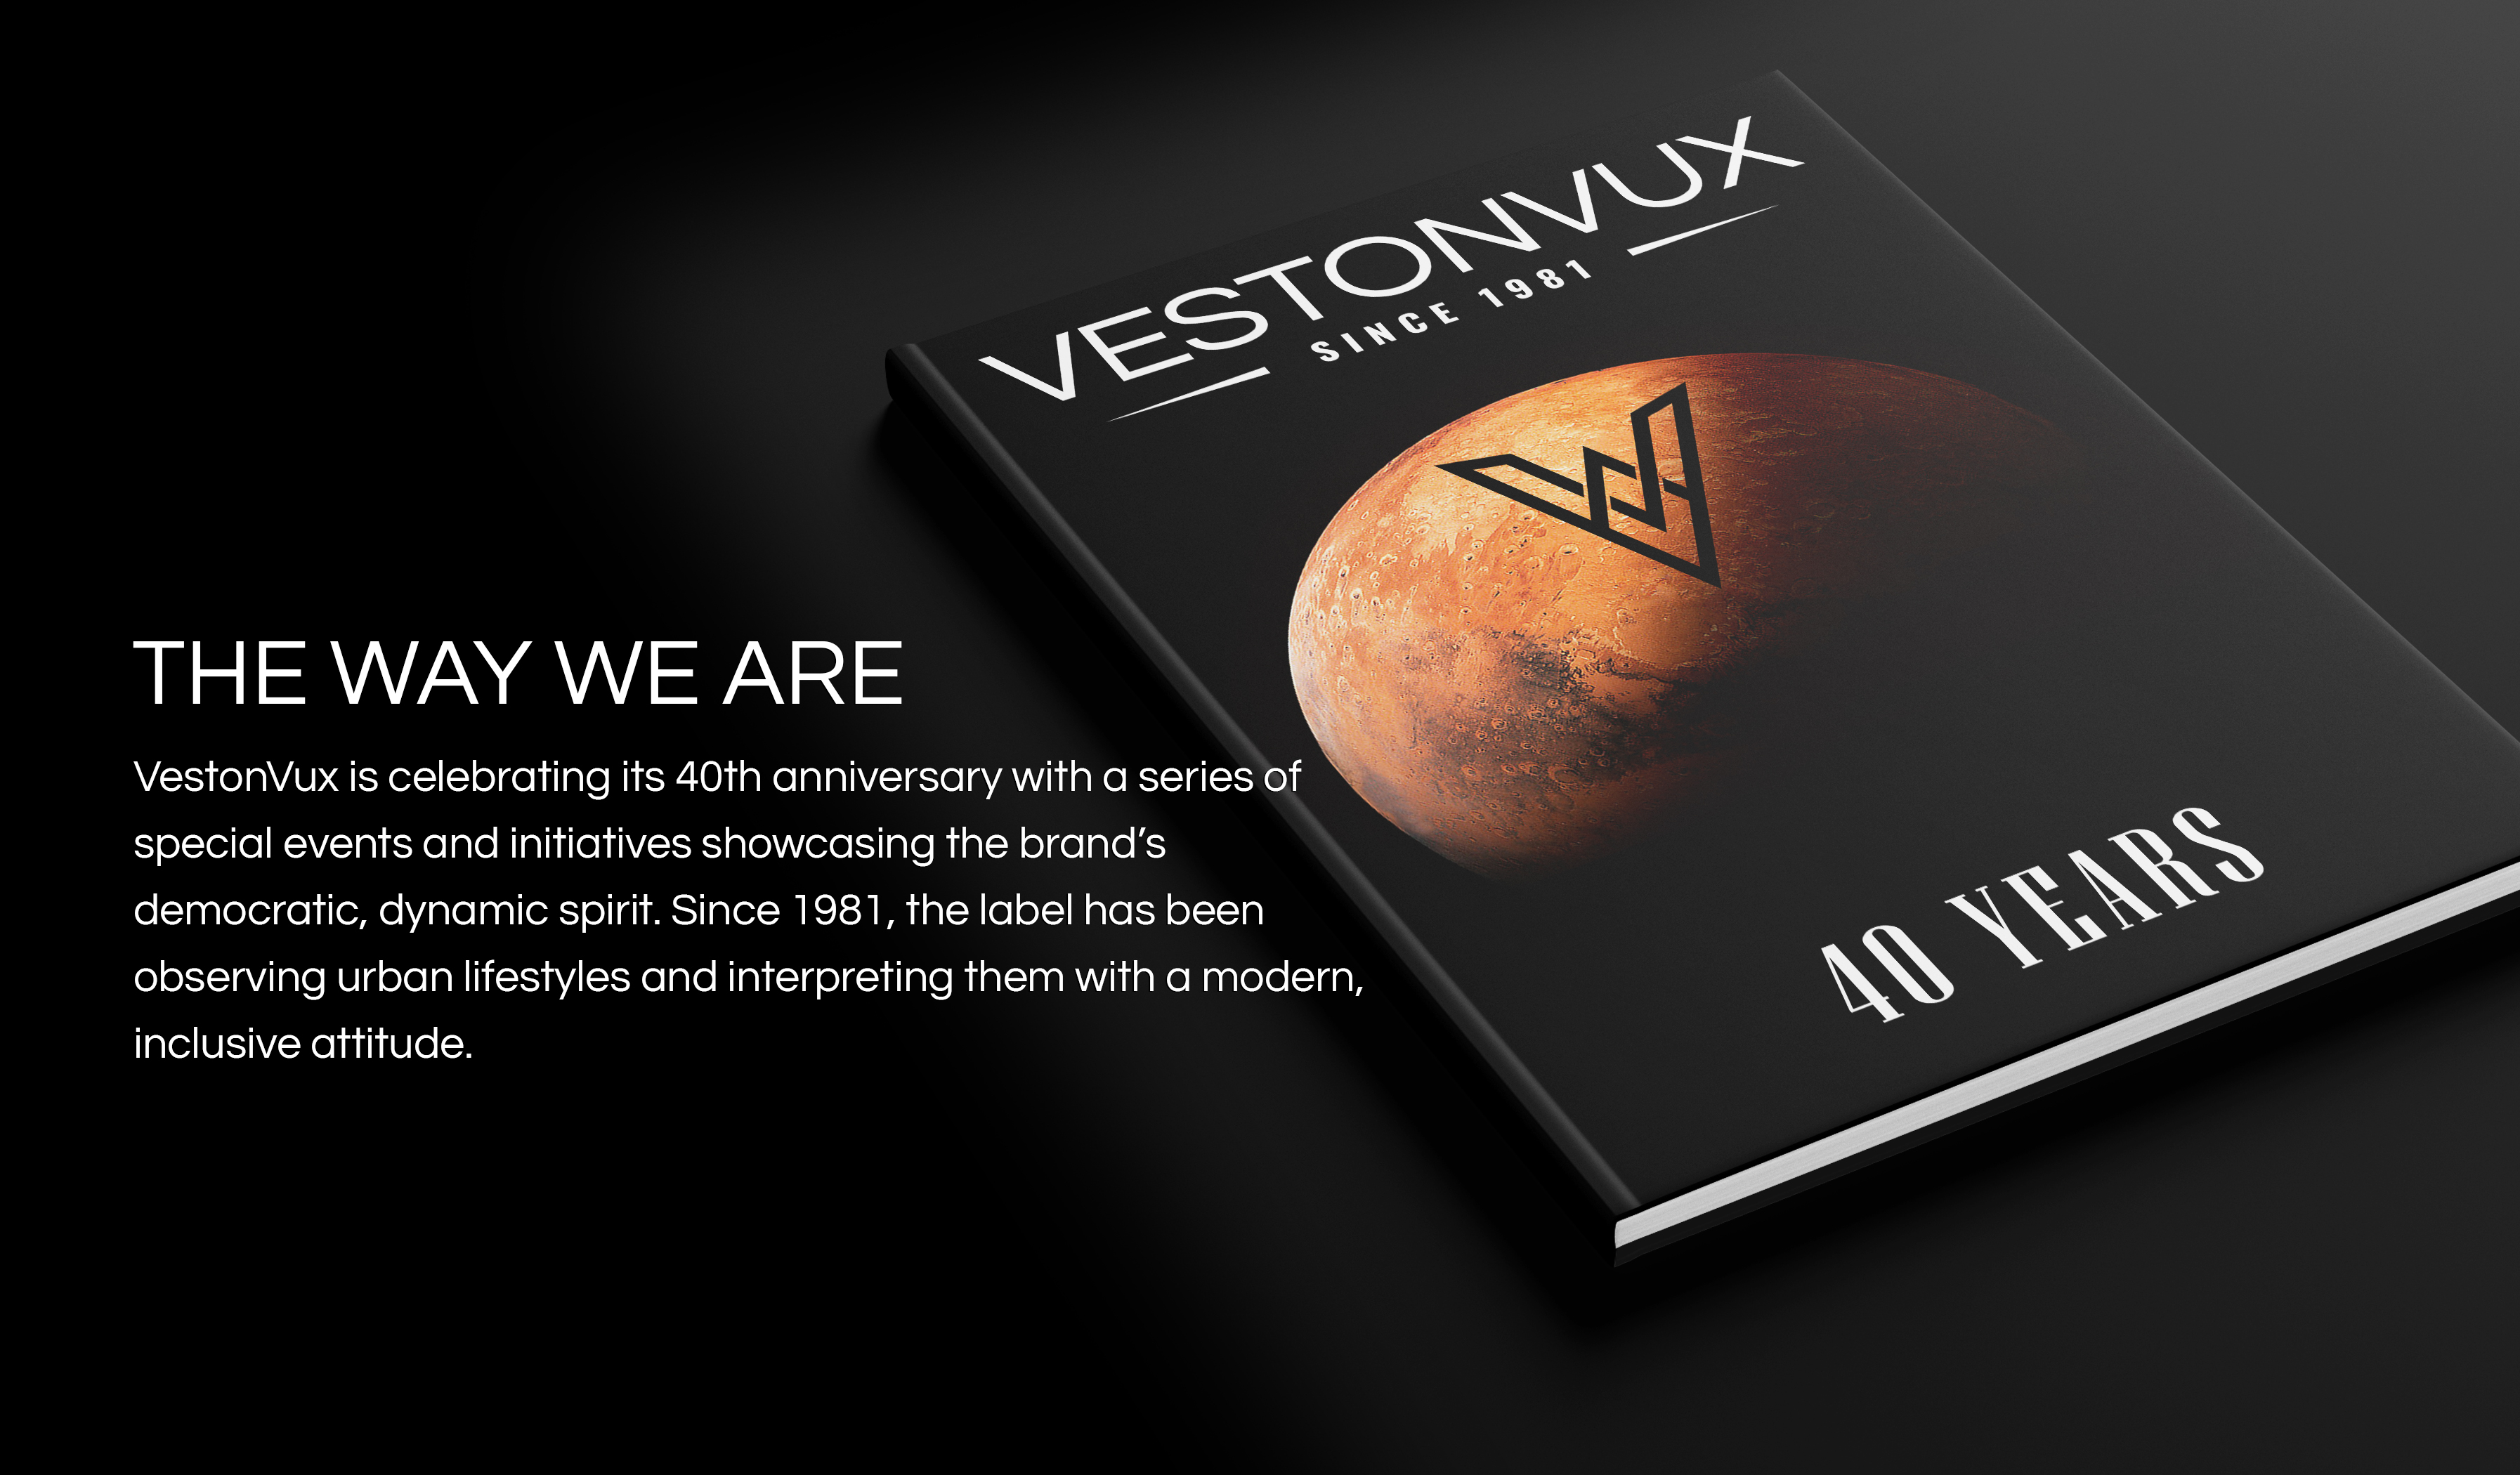 VESTONVUX
SINCE 1981
40 YEARS
THE WAY WE ARE
VestonVux is celebrating its 40th anniversary with a series of
special events and initiatives showcasing the brand’s
democratic, dynamic spirit. Since 1981, the label has been
observing urban lifestyles and interpreting them with a modern,
inclusive attitude.